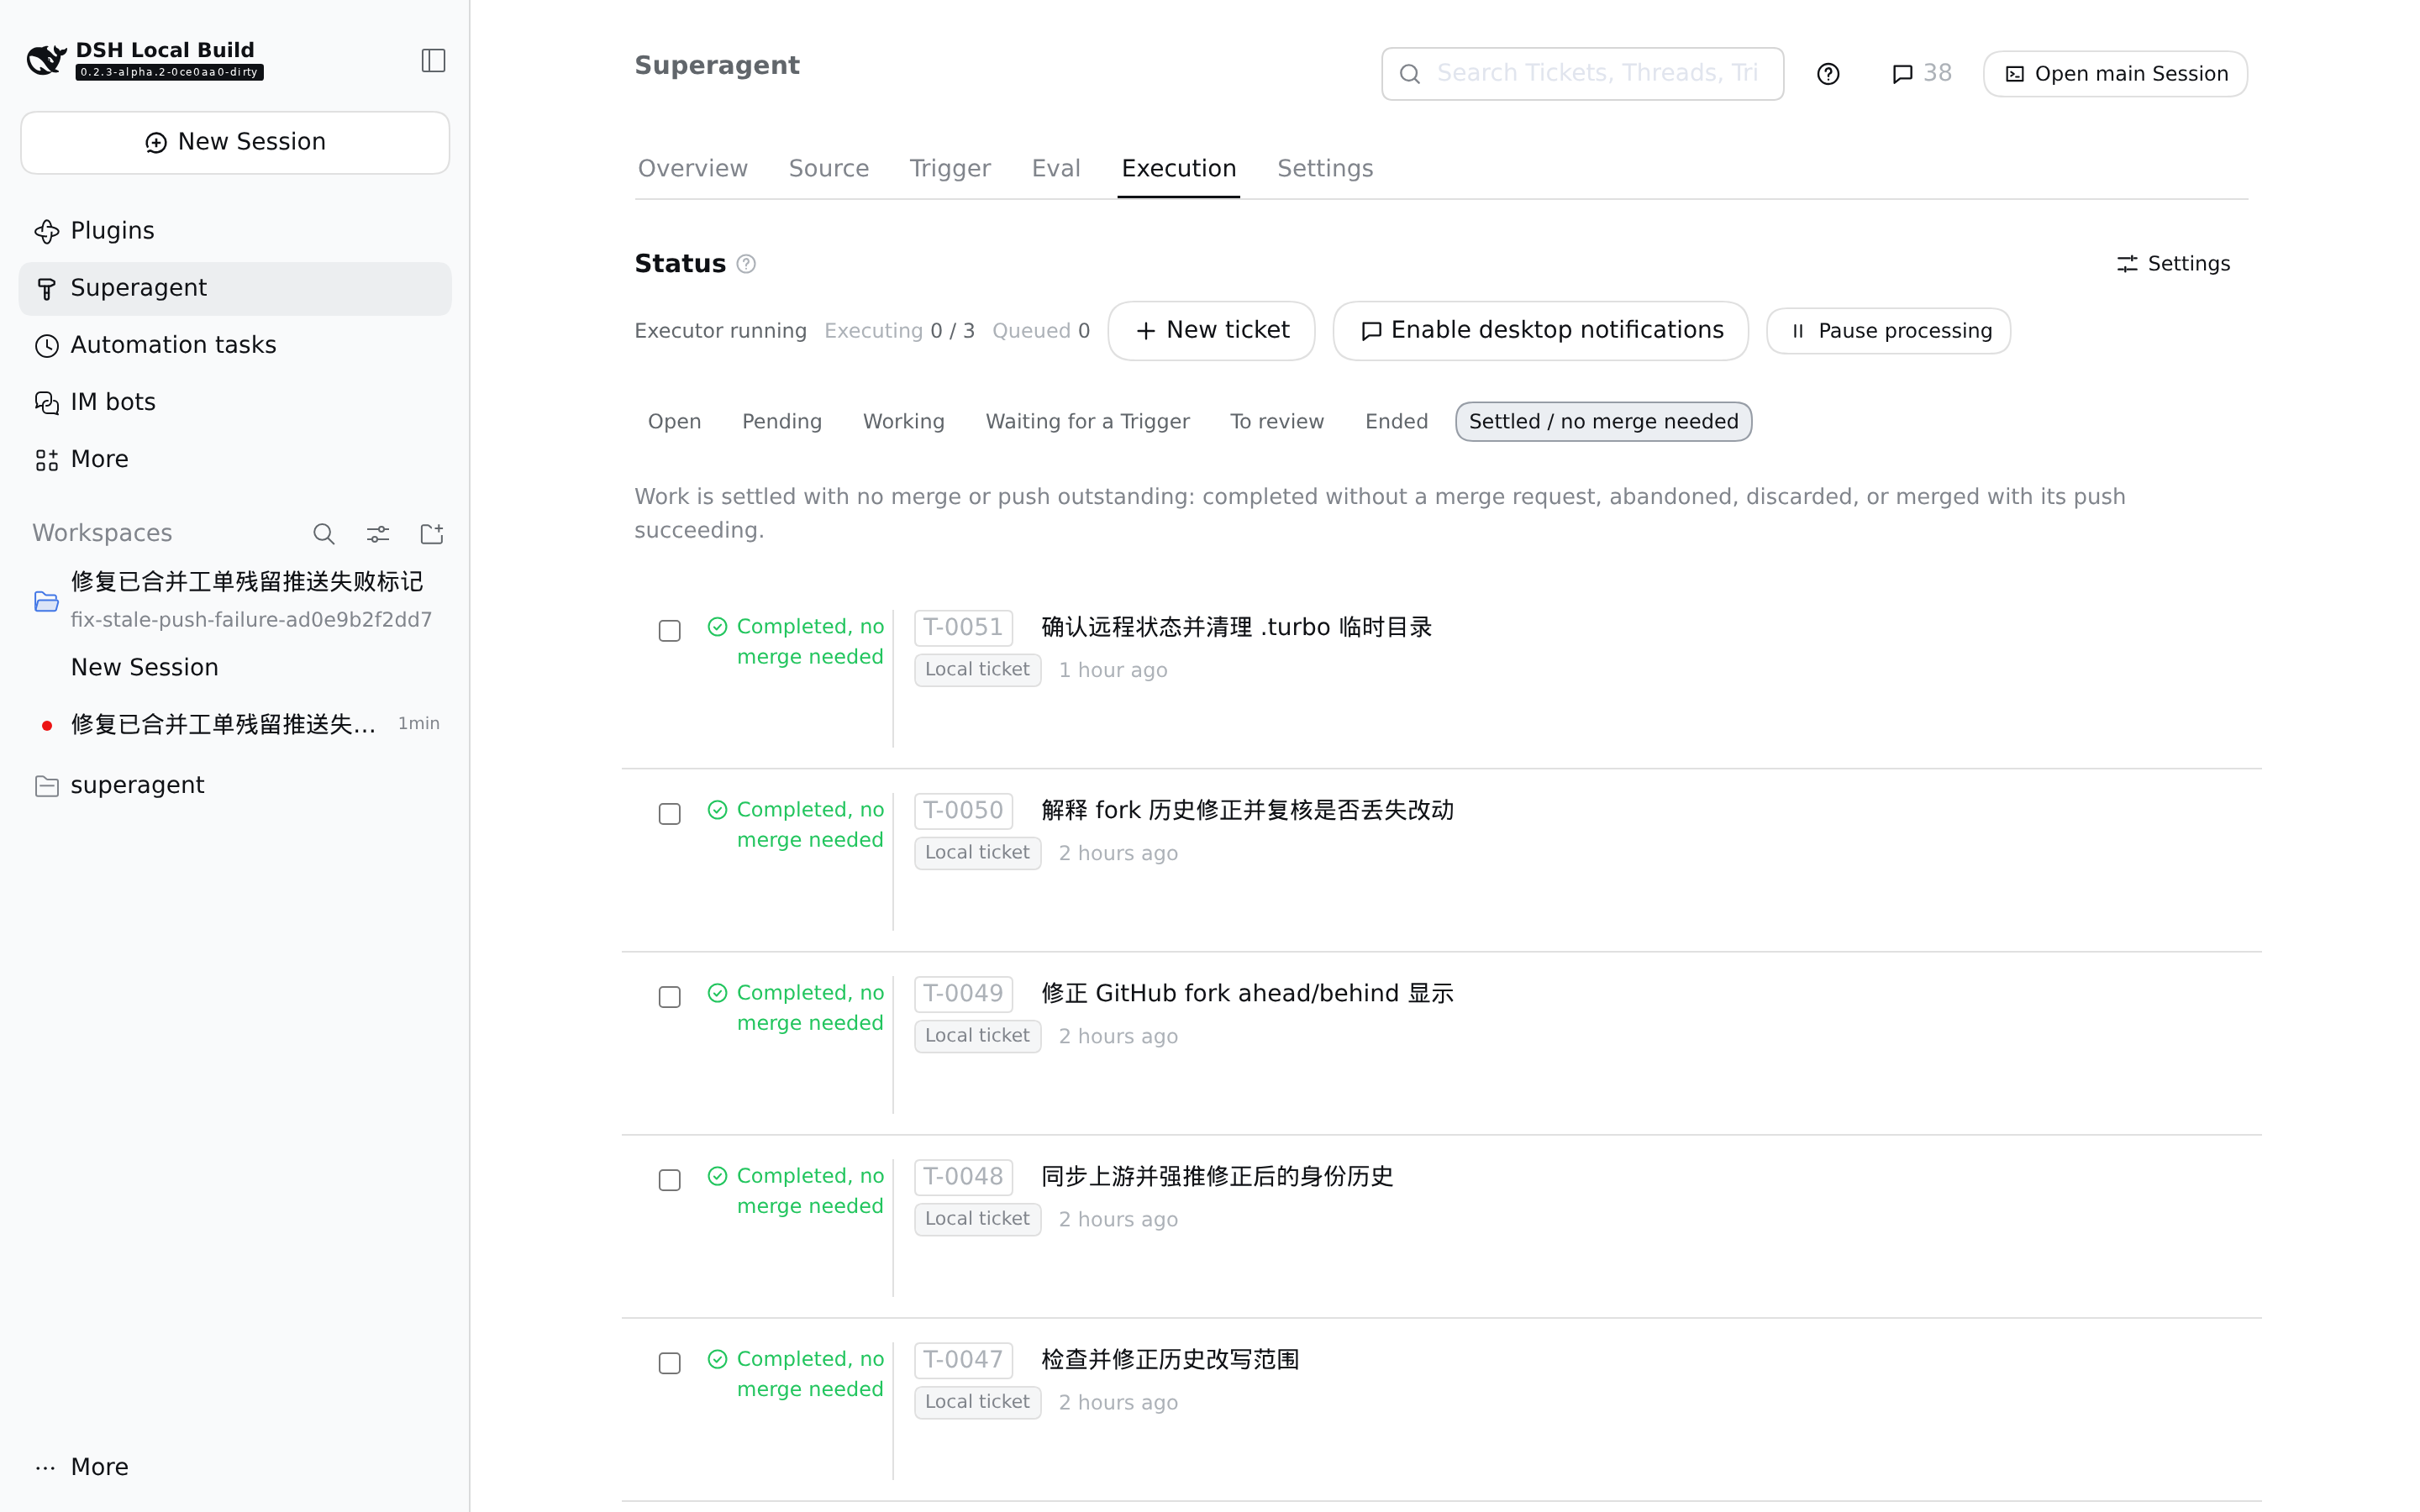 DSH Local Build
0.2.3-alpha.2-0ce0aa0-dirty
New Session
Plugins
Superagent
Automation tasks
IM bots
More
Workspaces
修复已合并工单残留推送失败标记
fix-stale-push-failure-ad0e9b2f2dd7
New Session
修复已合并工单残留推送失... 1min
superagent
More
Superagent
Search Tickets, Threads, Tri
38
Open main Session
Overview Source Trigger Eval Execution Settings
Status
Settings
Executor running Executing 0 / 3 Queued 0 New ticket Enable desktop notifications Pause processing
Open Pending Working Waiting for a Trigger To review Ended Settled / no merge needed
Work is settled with no merge or push outstanding: completed without a merge request, abandoned, discarded, or merged with its push
succeeding.
Completed, no
merge needed
T-0051 确认远程状态并清理 .turbo 临时目录
Local ticket 1 hour ago
Completed, no
merge needed
T-0050 解释 fork 历史修正并复核是否丢失改动
Local ticket 2 hours ago
Completed, no
merge needed
T-0049 修正 GitHub fork ahead/behind 显示
Local ticket 2 hours ago
Completed, no
merge needed
T-0048 同步上游并强推修正后的身份历史
Local ticket 2 hours ago
Completed, no
merge needed
T-0047 检查并修正历史改写范围
Local ticket 2 hours ago